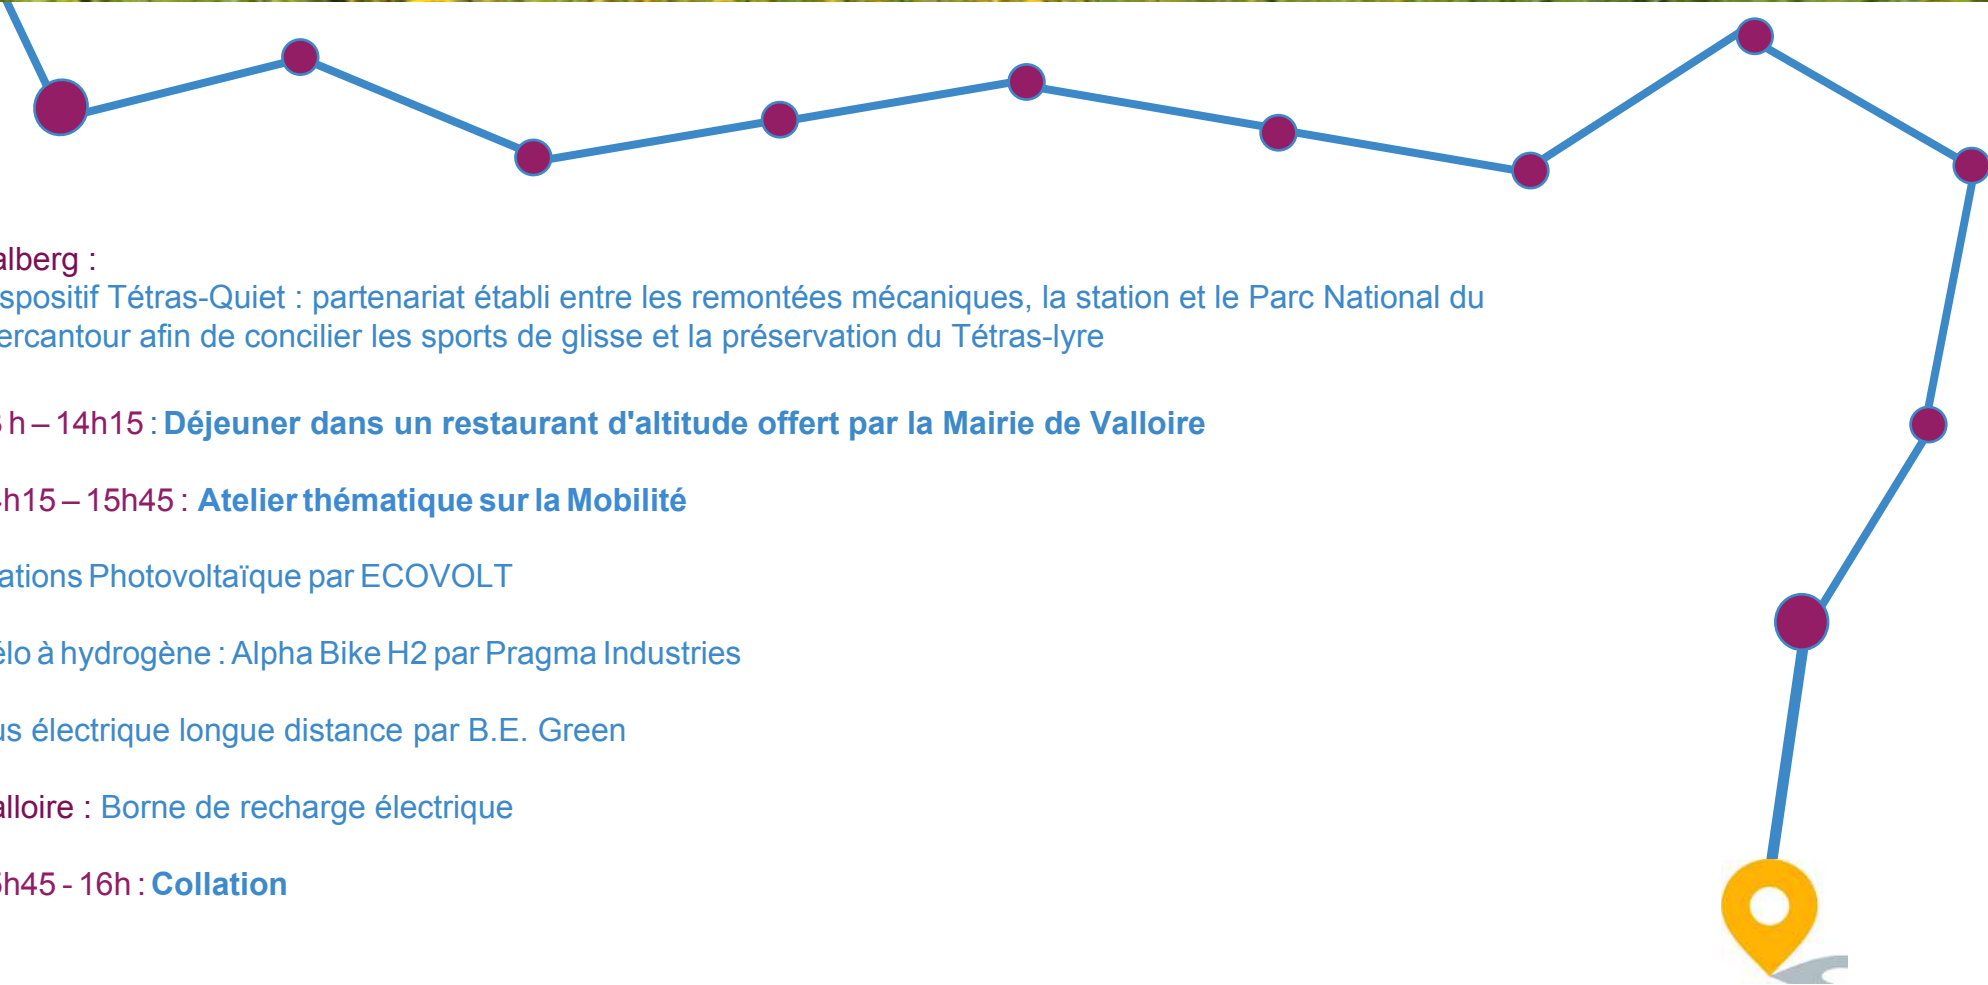 alberg :
spositif Tétras-Quiet : partenariat établi entre les remontées mécaniques, la station et le Parc National du
ercantour afin de concilier les sports de glisse et la préservation du Tétras-lyre
h – 14h15 : Déjeuner dans un restaurant d'altitude offert par la Mairie de Valloire
h15 – 15h45 : Atelier thématique sur la Mobilité
ations Photovoltaïque par ECOVOLT
élo à hydrogène : Alpha Bike H2 par Pragma Industries
us électrique longue distance par B.E. Green
alloire : Borne de recharge électrique
h45 - 16h : Collation